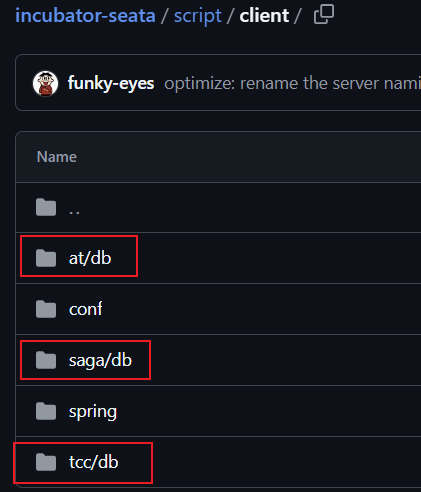 incubator-seata / script / client /
funky-eyes optimize: rename the server nami
Name
..
at/db
conf
saga/db
spring
tcc/db